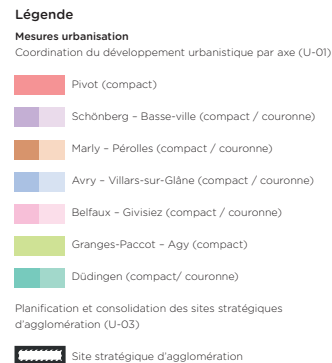 Légende
Mesures urbanisation
Coordination du développement urbanistique par axe (U-01)
Pivot (compact)
Schönberg – Basse-ville (compact / couronne)
Marly – Pérolles (compact / couronne)
Avry – Villars-sur-Glâne (compact / couronne)
Belfaux – Givisiez (compact / couronne)
Granges-Paccot – Agy (compact)
Düdingen (compact/ couronne)
Planification et consolidation des sites stratégiques
d'agglomération (U-03)
Site stratégique d'agglomération